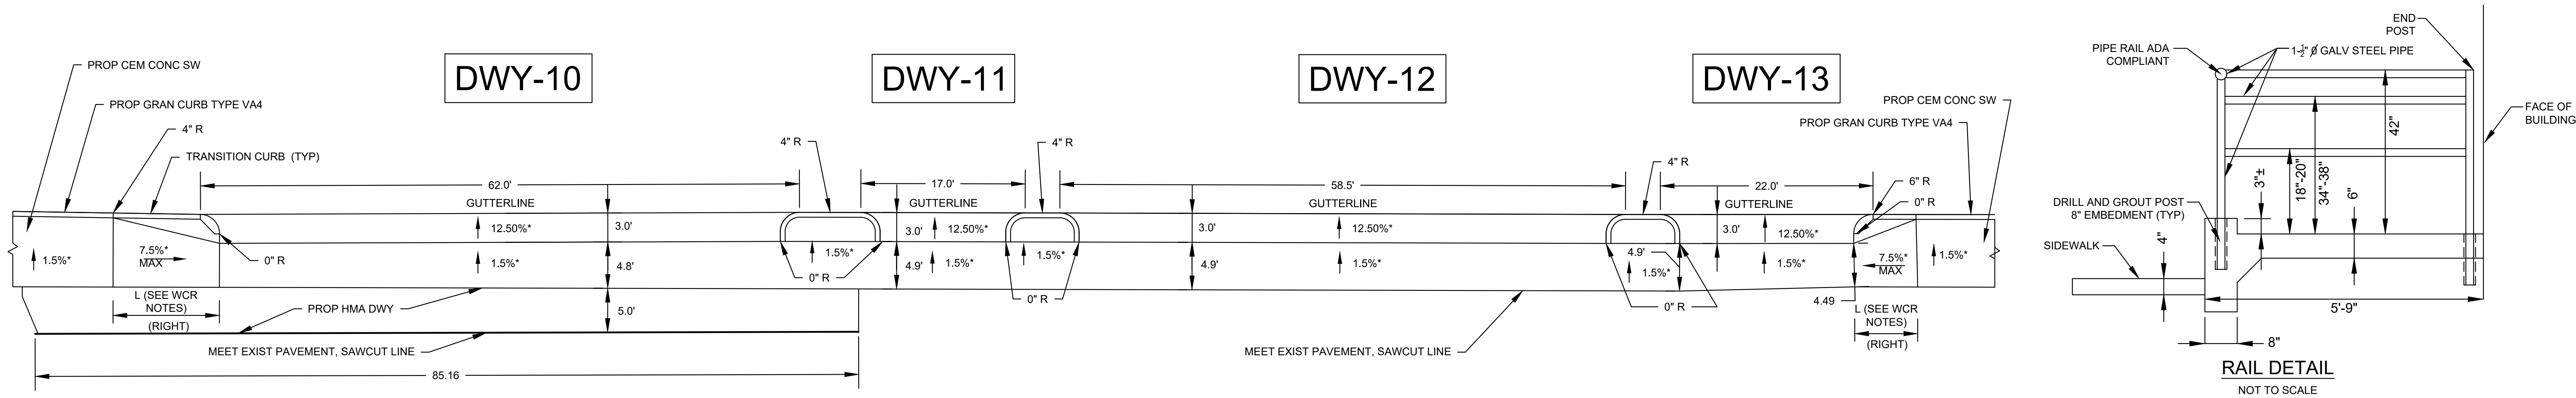 DWY-10
DWY-11
DWY-12
DWY-13
PROP CEM CONC SW
PROP GRAN CURB TYPE VA4
4" R
TRANSITION CURB (TYP)
62.0'
GUTTERLINE
12.50%*
3.0'
1.5%*
7.5%*
MAX
0" R
1.5%*
4.8'
L (SEE WCR
NOTES)
(RIGHT)
PROP HMA DWY
5.0'
MEET EXIST PAVEMENT, SAWCUT LINE
85.16
4" R
1.5%*
0" R
17.0'
GUTTERLINE
3.0'
12.50%*
4.9'
1.5%*
4" R
1.5%*
0" R
58.5'
GUTTERLINE
3.0'
12.50%*
4.9'
1.5%*
MEET EXIST PAVEMENT, SAWCUT LINE
4" R
4.9'
1.5%*
0" R
22.0'
GUTTERLINE
3.0'
12.50%*
1.5%*
PROP CEM CONC SW
PROP GRAN CURB TYPE VA4
6" R
0" R
7.5%*
MAX
1.5%*
4.49
L (SEE WCR
NOTES)
(RIGHT)
END
POST
PIPE RAIL ADA
COMPLIANT
1-½" Ø GALV STEEL PIPE
FACE OF
BUILDING
42"
34"-38"
18"-20"
3"±
6"
DRILL AND GROUT POST
8" EMBEDMENT (TYP)
SIDEWALK
4"
5'-9"
8"
RAIL DETAIL
NOT TO SCALE